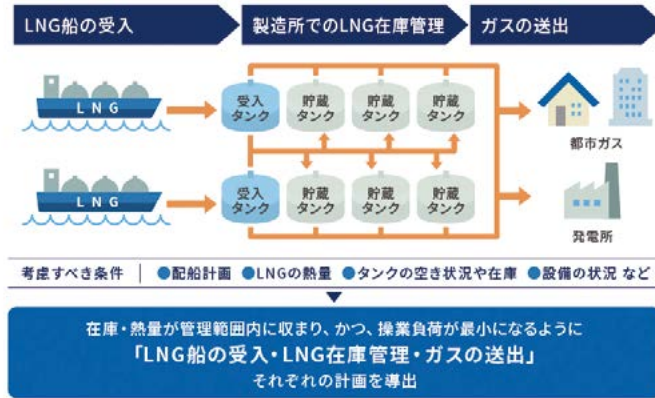 LNG船の受入
製造所でのLNG在庫管理
ガスの送出
LNG
受入
タンク
貯蔵
タンク
貯蔵
タンク
貯蔵
タンク
都市ガス
LNG
受入
タンク
貯蔵
タンク
貯蔵
タンク
貯蔵
タンク
発電所
考慮すべき条件 | ●配船計画 ●LNGの熱量 ●タンクの空き状況や在庫 ●設備の状況 など
在庫・熱量が管理範囲内に収まり、かつ、操業負荷が最小になるように
「LNG船の受入・LNG在庫管理・ガスの送出」
それぞれの計画を導出